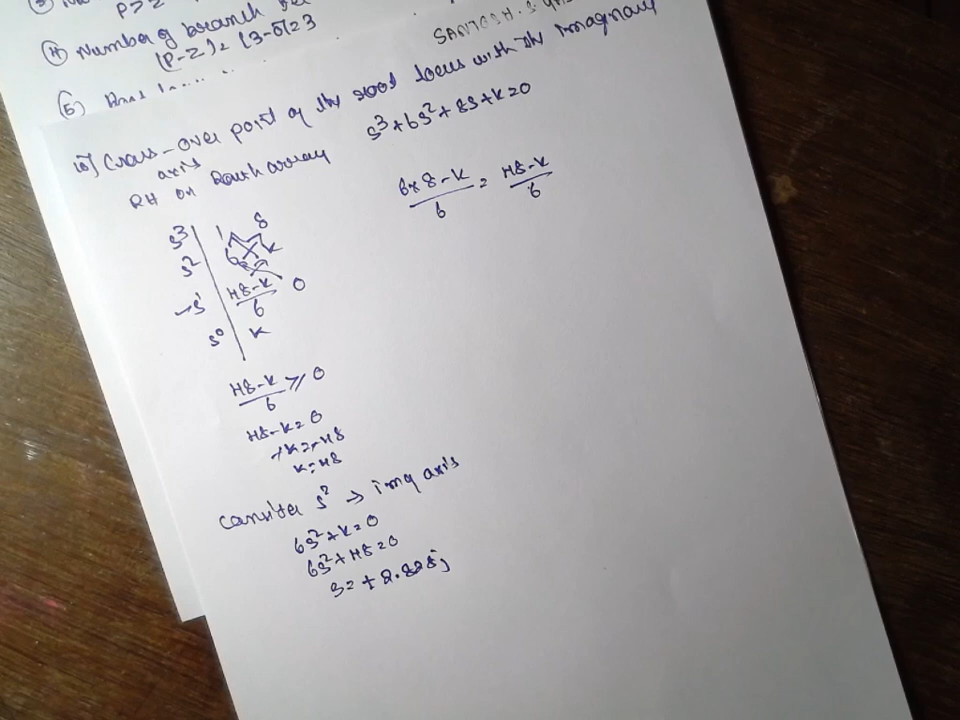 P>Z
(4) Number of branch
(P-Z) = (3-0) = 3
SANTOSH. S
(5)
6) Cross-over point of the root locus with the imaginary
axis
s³+6s²+8s+k=0
RH or Routh array
6×8-k / 6 = 48-k / 6
s³ | 1 8
s² | 6 k
→s¹ | 48-k / 6 0
s⁰ | k
48-k / 6 ≥ 0
48-k=0
+k=+48
k=48
Consider s² → img axis
6s²+k=0
6s²+48=0
s=±2.828j